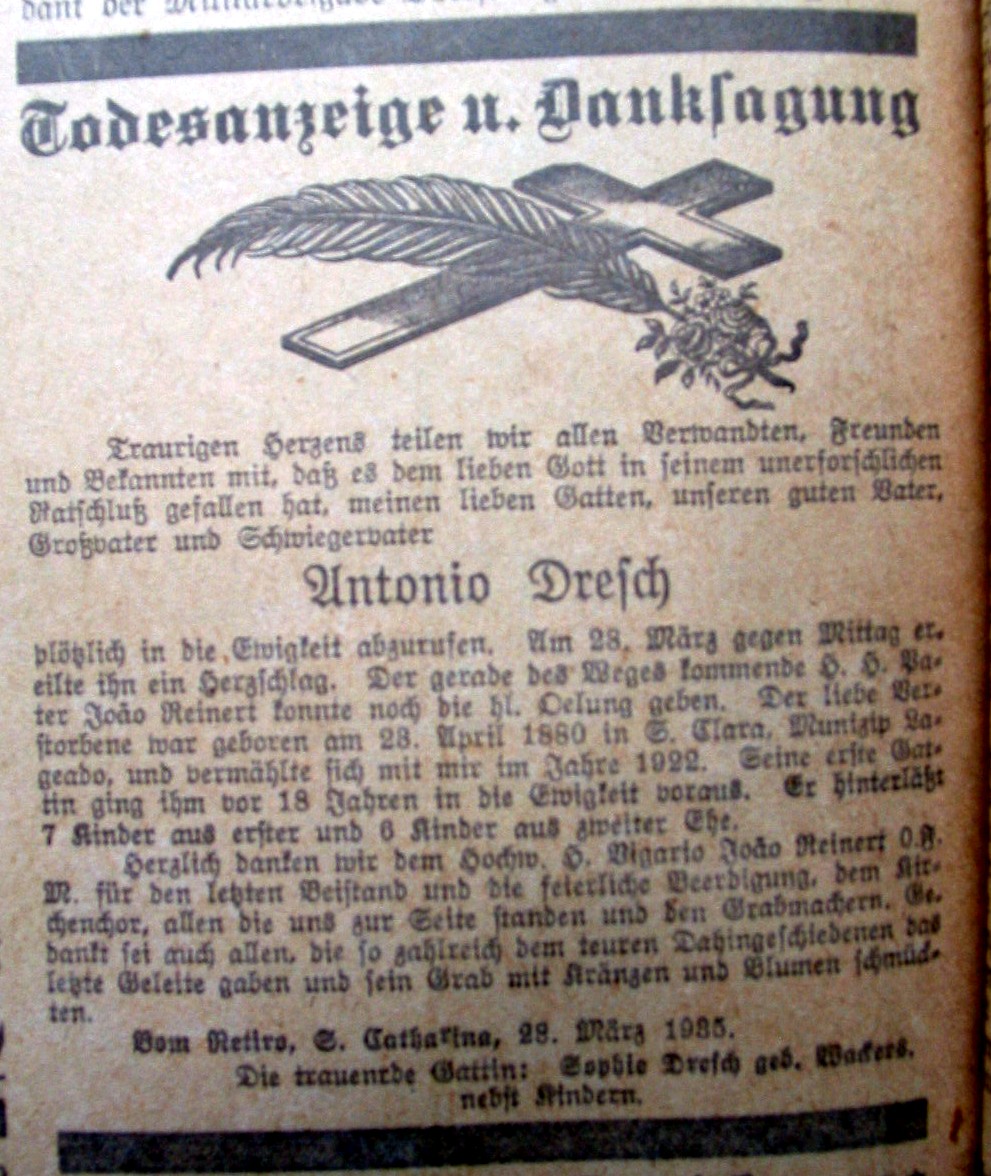 dant der
Todesanzeige u. Danksagung
Traurigen Herzens teilen wir allen Verwandten, Freunden
und Bekannten mit, daß es dem lieben Gott in seinem unerforschlichen
Ratschluß gefallen hat, meinen lieben Gatten, unseren guten Vater,
Großvater und Schwiegervater
Antonio Dresch
plötzlich in die Ewigkeit abzurufen. Am 28. März gegen Mittag er-
eilte ihn ein Herzschlag. Der gerade des Weges kommende H. H. Pa-
ter João Reinert konnte noch die hl. Oelung geben. Der liebe Ver-
storbene war geboren am 28. April 1880 in S. Clara, Munizip La-
geado, und vermählte sich mit mir im Jahre 1922. Seine erste Gat-
tin ging ihm vor 18 Jahren in die Ewigkeit voraus. Er hinterläßt
7 Kinder aus erster und 6 Kinder aus zweiter Ehe.
Herzlich danken wir dem Hochw. H. Vigario João Reinert O.F.
M. für den letzten Beistand und die feierliche Beerdigung, dem Kir-
chenchor, allen die uns zur Seite standen und den Grabmachern. Ge-
dankt sei auch allen, die so zahlreich dem teuren Dahingeschiedenen das
letzte Geleite gaben und sein Grab mit Kränzen und Blumen schmück-
ten.
Bom Retiro, S. Catharina, 28. März 1935.
Die trauernde Gattin: Sophie Dresch geb. Wackers.
nebst Kindern.